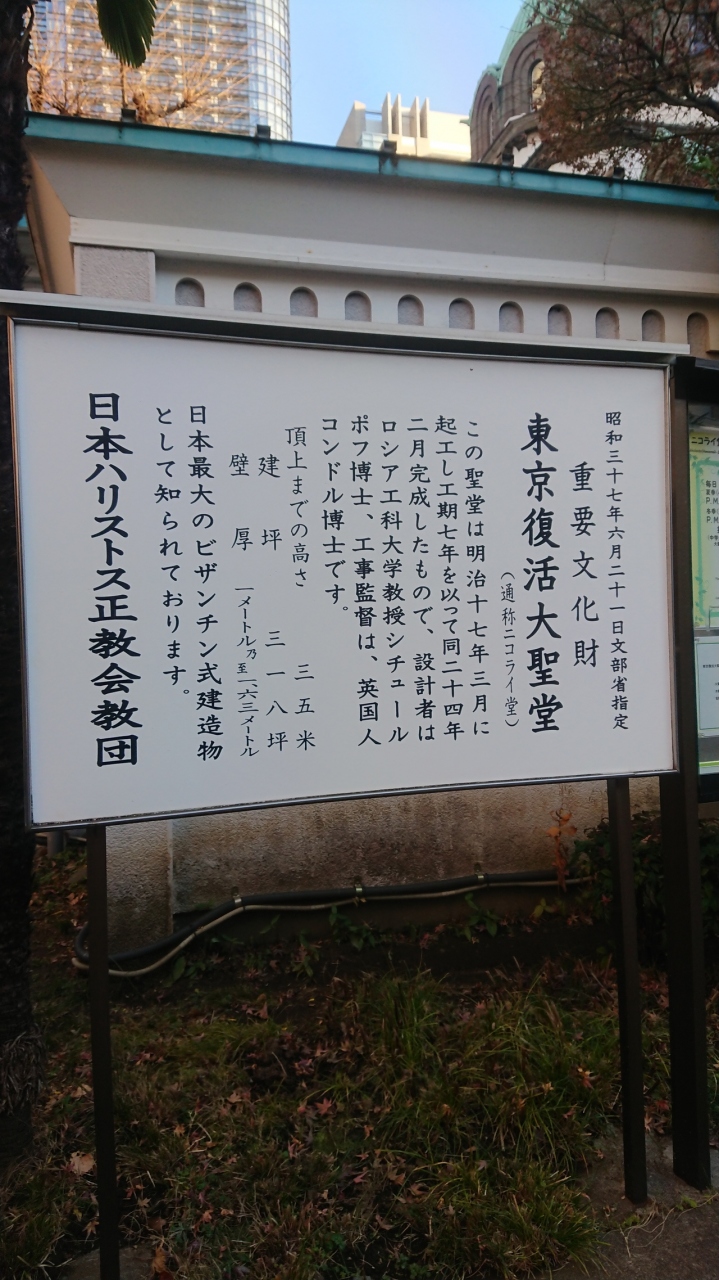 昭和三十七年六月二十一日文部省指定
重要文化財
東京復活大聖堂
（通称ニコライ堂）
この聖堂は明治十七年三月に
起工し工期七年を以って同二十四年
二月完成したもので、設計者は
ロシア工科大学教授シチュール
ポフ博士、工事監督は、英国人
コンドル博士です。
頂上までの高さ 三五米
建坪 三一八坪
壁厚 一メートル乃至一、六三メートル
日本最大のビザンチン式建造物
として知られております。
日本ハリストス正教会教団
ニコライ
毎日
P.M
P.M